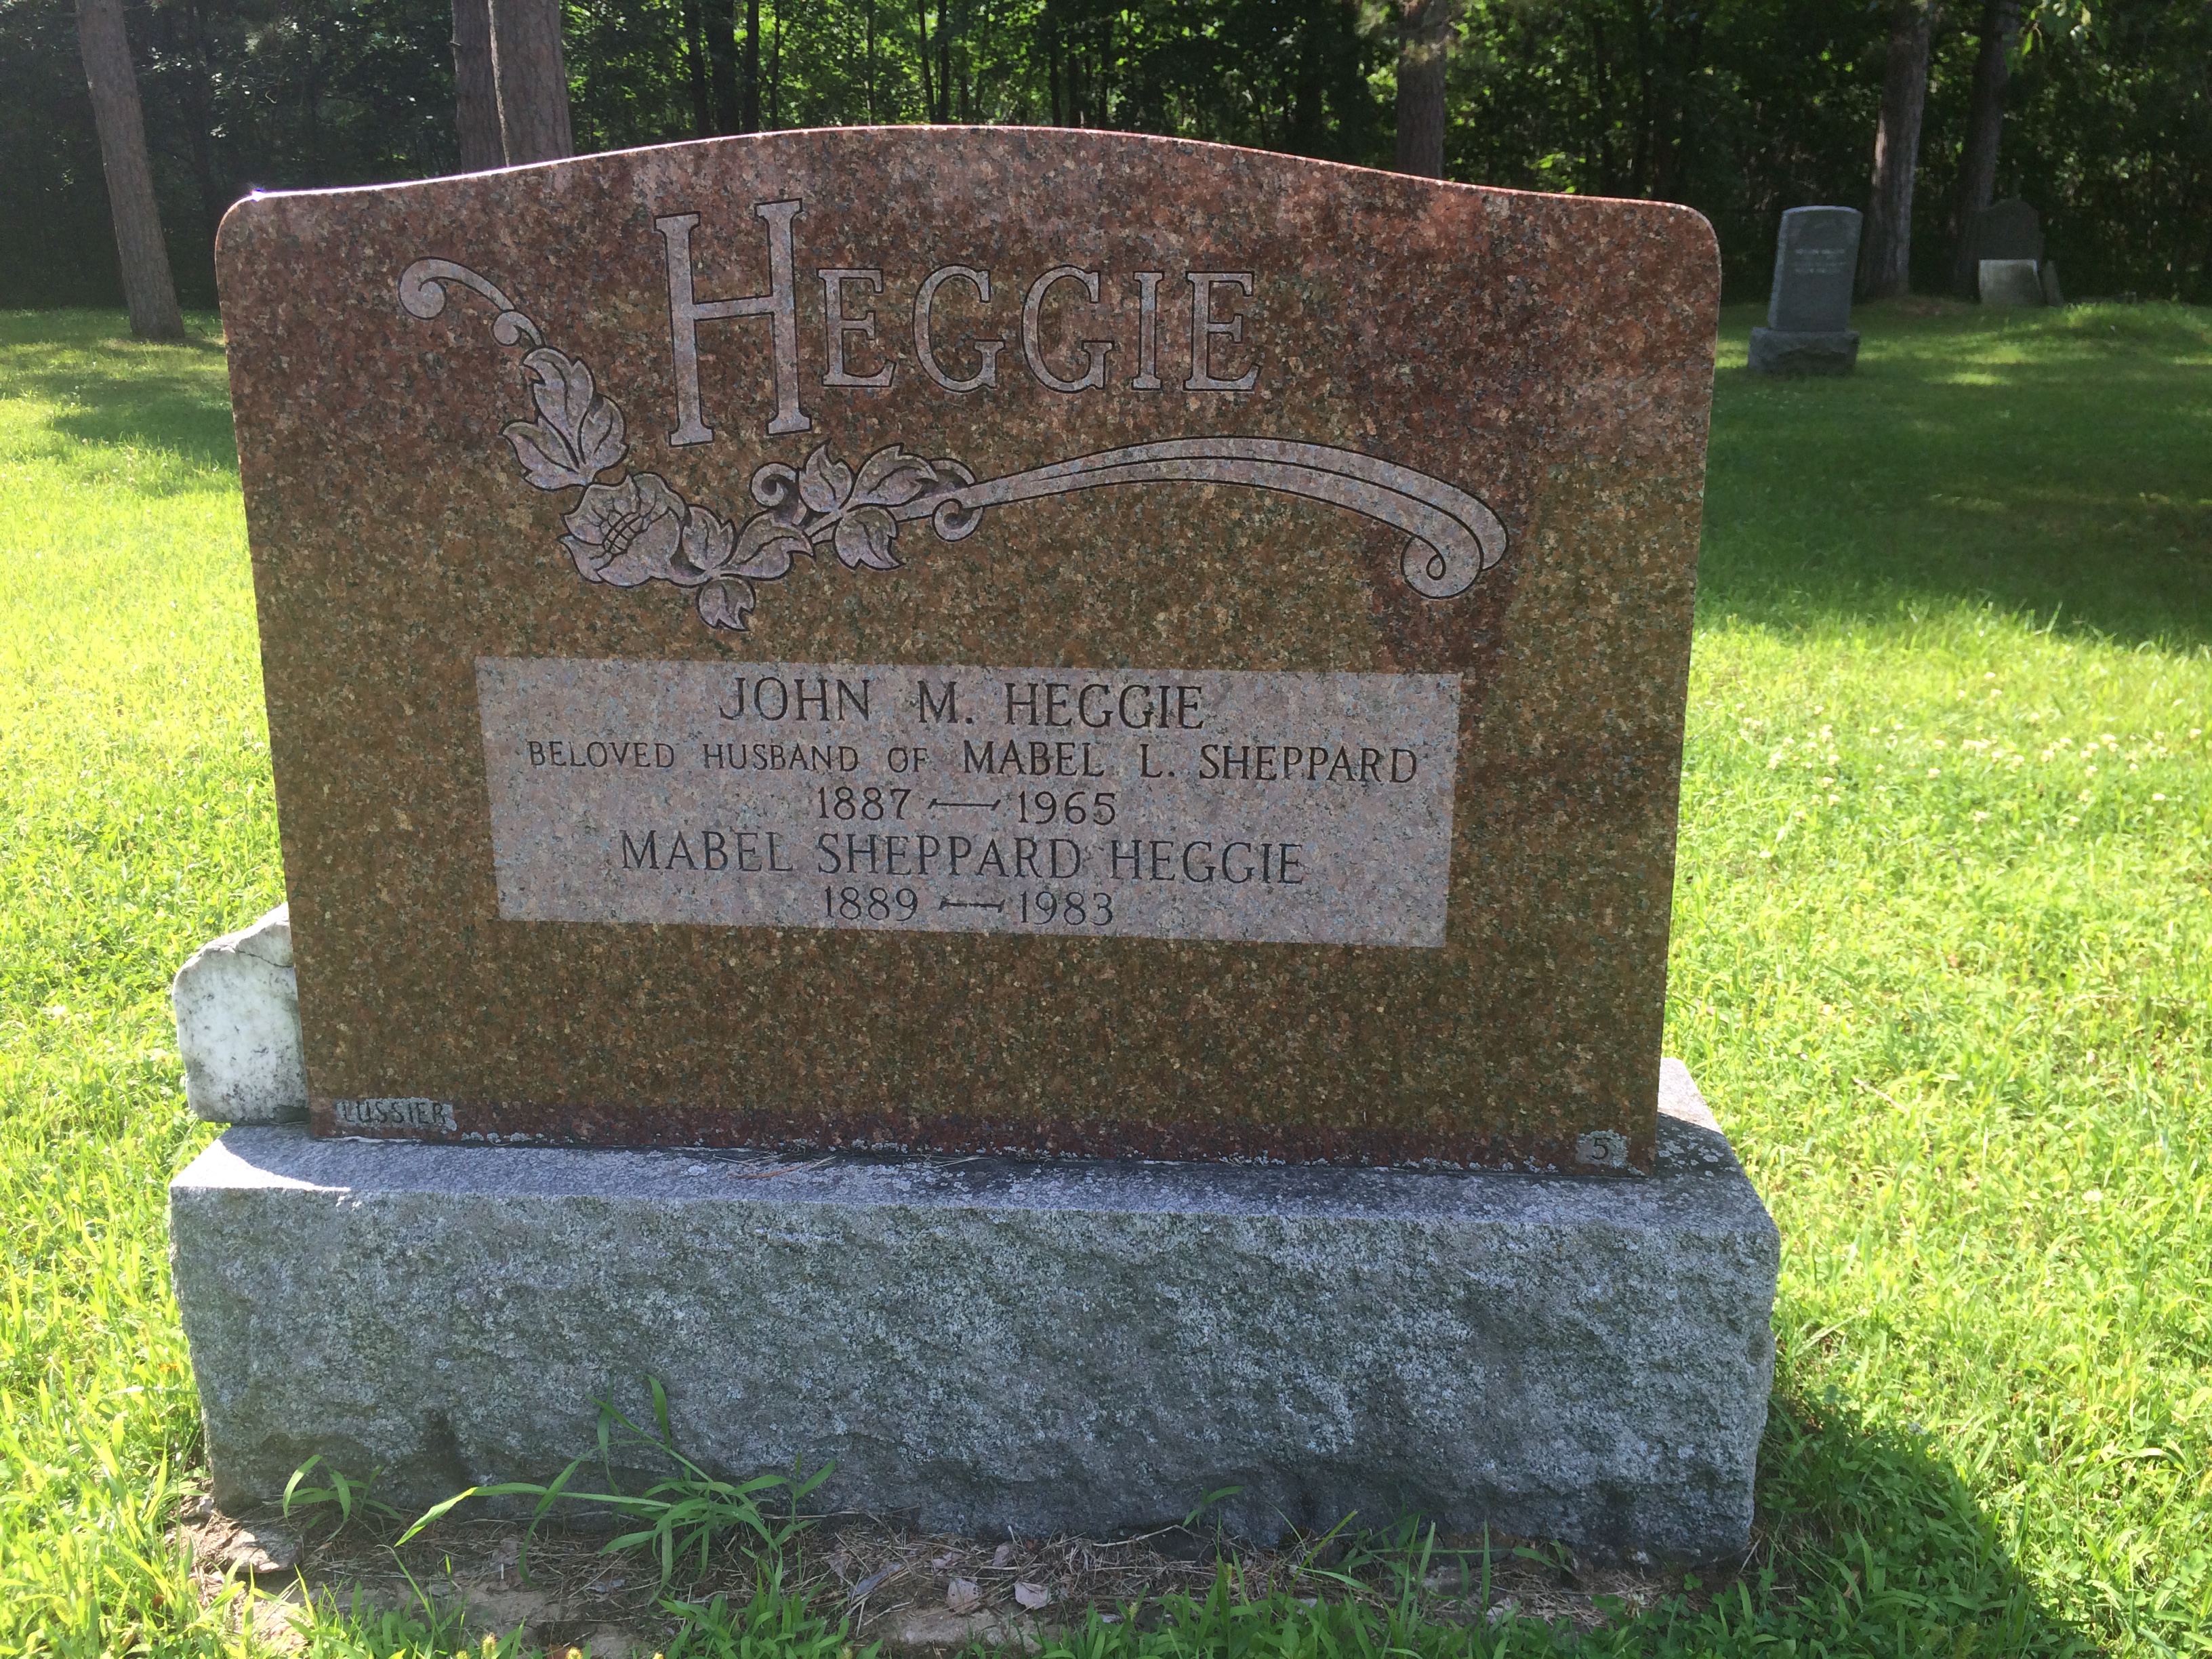 HEGGIE
JOHN M. HEGGIE
BELOVED HUSBAND OF MABEL L. SHEPPARD
1887 — 1965
MABEL SHEPPARD HEGGIE
1889 — 1983
LUSSIER
5